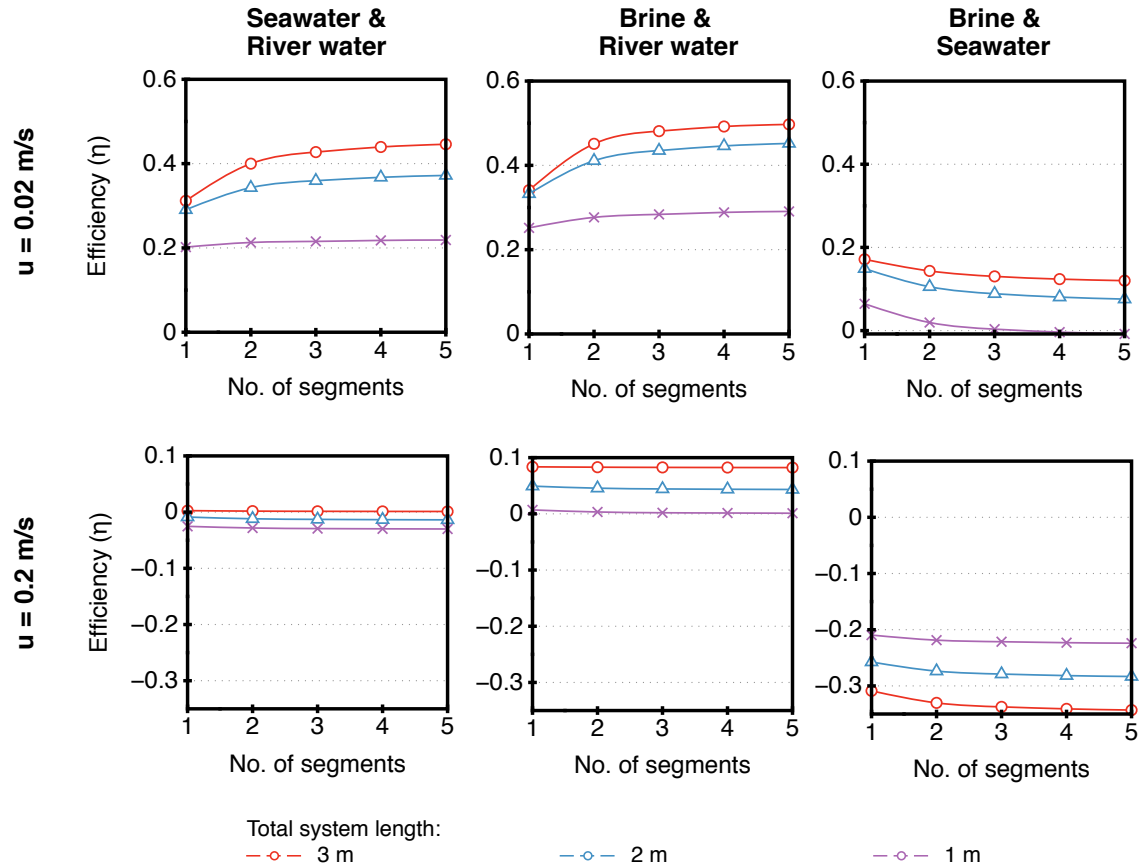 Seawater &
River water
Brine &
River water
Brine &
Seawater
u = 0.02 m/s
Efficiency (η)
0.6
0.4
0.2
0
1 2 3 4 5
No. of segments
0.6
0.4
0.2
0
1 2 3 4 5
No. of segments
0.6
0.4
0.2
0
1 2 3 4 5
No. of segments
u = 0.2 m/s
Efficiency (η)
0.1
0
−0.1
−0.2
−0.3
1 2 3 4 5
No. of segments
0.1
0
−0.1
−0.2
−0.3
1 2 3 4 5
No. of segments
0.1
0
−0.1
−0.2
−0.3
1 2 3 4 5
No. of segments
Total system length:
3 m
2 m
1 m